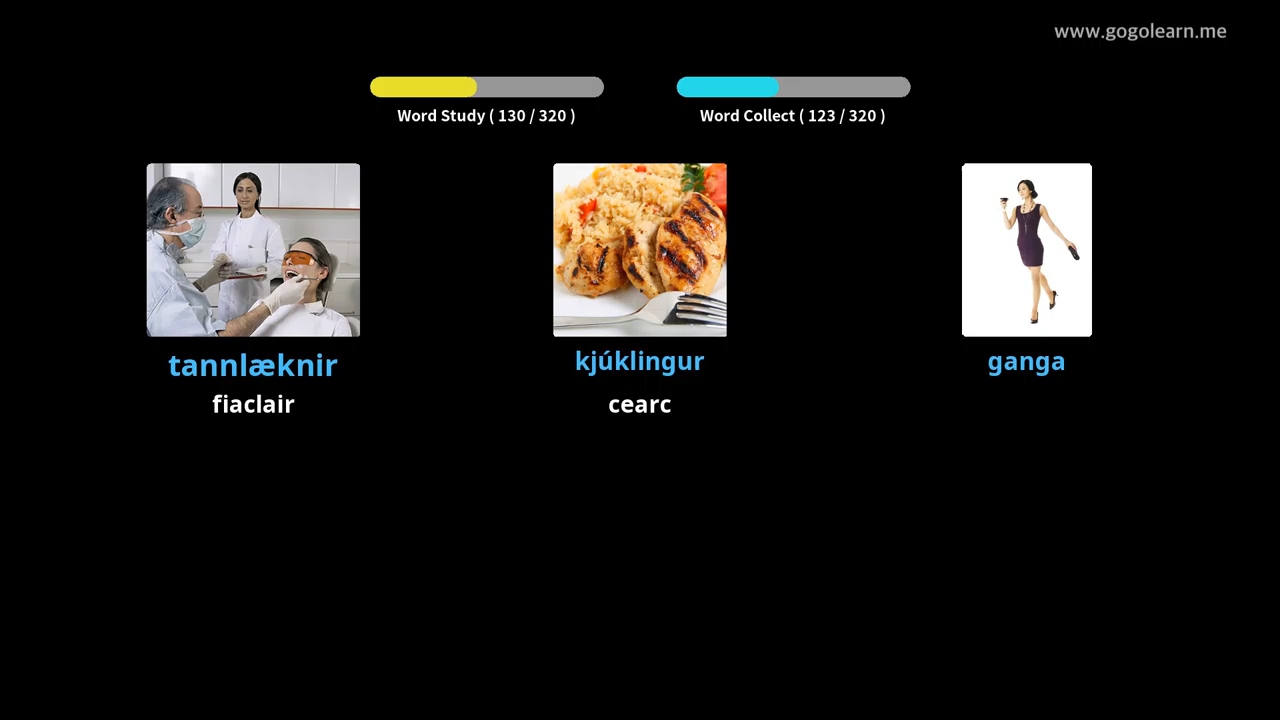 www.gogolearn.me
Word Study ( 130 / 320 )
Word Collect ( 123 / 320 )
tannlæknir
fiaclair
kjúklingur
cearc
ganga